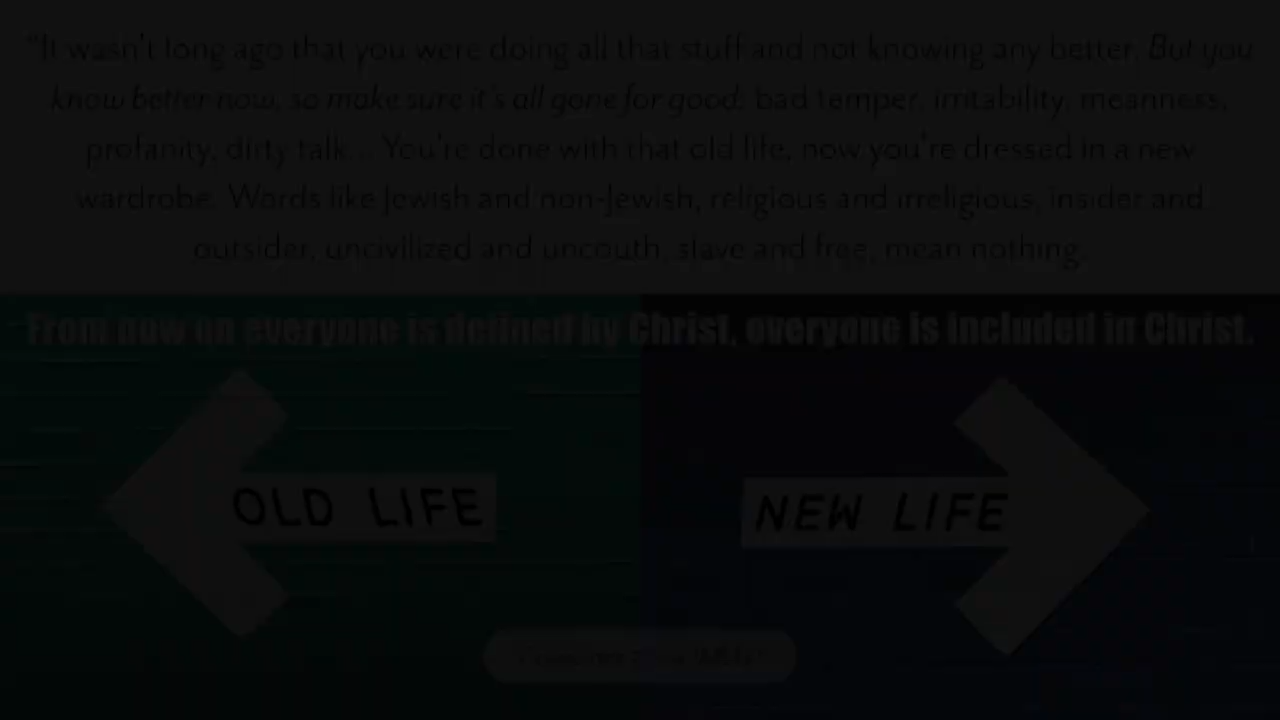 "It wasn't long ago that you were doing all that stuff and not knowing any better. But you
know better now, so make sure it's all gone for good: bad temper, irritability, meanness,
profanity, dirty talk... You're done with that old life, now you're dressed in a new
wardrobe. Words like Jewish and non-Jewish, religious and irreligious, insider and
outsider, uncivilized and uncouth, slave and free, mean nothing.
From now on everyone is defined by Christ, everyone is included in Christ.
OLD LIFE
NEW LIFE